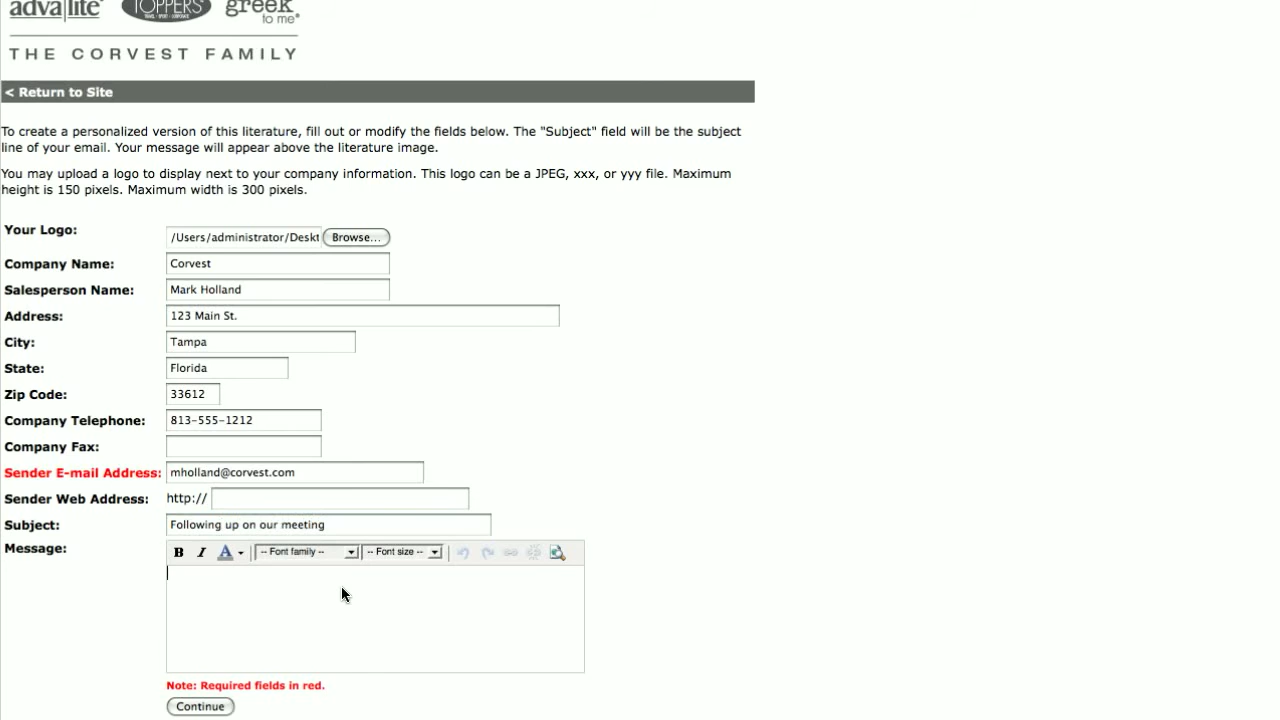 adva|lite TOPPERS greek to me
THE CORVEST FAMILY
< Return to Site
To create a personalized version of this literature, fill out or modify the fields below. The "Subject" field will be the subject
line of your email. Your message will appear above the literature image.
You may upload a logo to display next to your company information. This logo can be a JPEG, xxx, or yyy file. Maximum
height is 150 pixels. Maximum width is 300 pixels.
Your Logo: /Users/administrator/Deskt Browse...
Company Name: Corvest
Salesperson Name: Mark Holland
Address: 123 Main St.
City: Tampa
State: Florida
Zip Code: 33612
Company Telephone: 813-555-1212
Company Fax:
Sender E-mail Address: mholland@corvest.com
Sender Web Address: http://
Subject: Following up on our meeting
Message: B I A -- Font family -- -- Font size --
Note: Required fields in red.
Continue